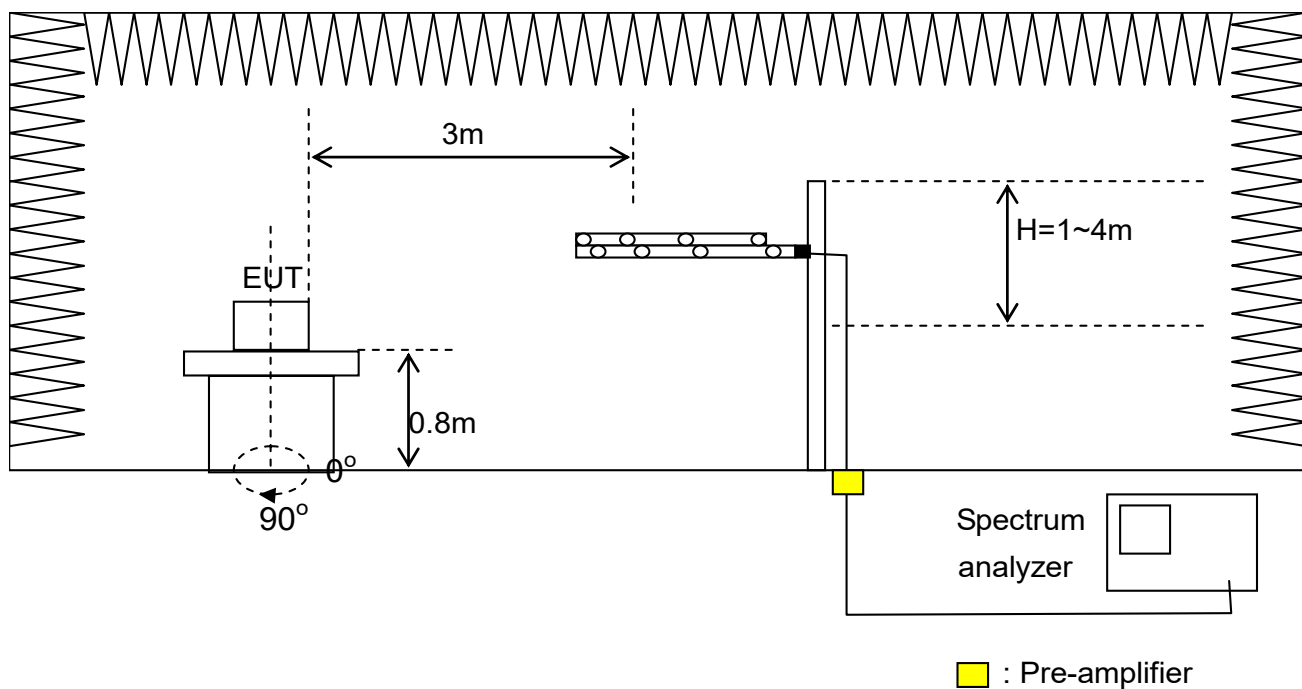 3m
H=1~4m
EUT
0.8m
0°
90°
Spectrum
analyzer
: Pre-amplifier